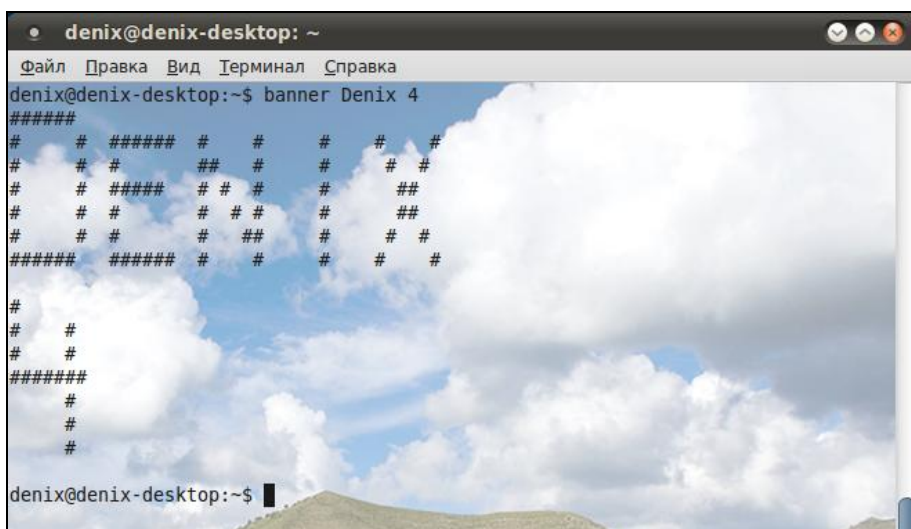 denix@denix-desktop: ~
Файл Правка Вид Терминал Справка
denix@denix-desktop:~$ banner Denix 4
######
#     #  ######  #    #      #     #    #
#     #  #       ##   #      #      #  #
#     #  #####   # #  #      #       ##
#     #  #       #  # #      #       ##
#     #  #       #   ##      #      #  #
######   ######  #    #      #     #    #

#
#    #
#    #
#######
     #
     #
     #

denix@denix-desktop:~$